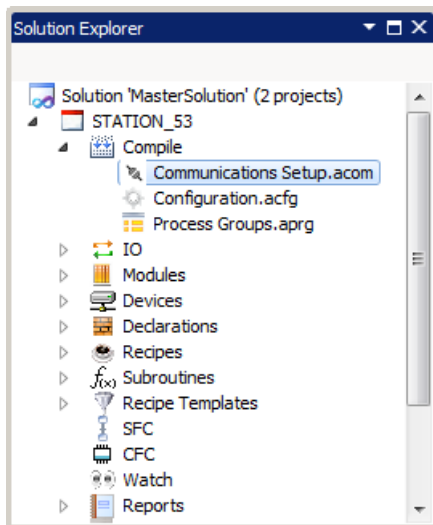 Solution Explorer
Solution 'MasterSolution' (2 projects)
STATION_53
Compile
Communications Setup.acom
Configuration.acfg
Process Groups.aprg
IO
Modules
Devices
Declarations
Recipes
f(x) Subroutines
Recipe Templates
SFC
CFC
Watch
Reports